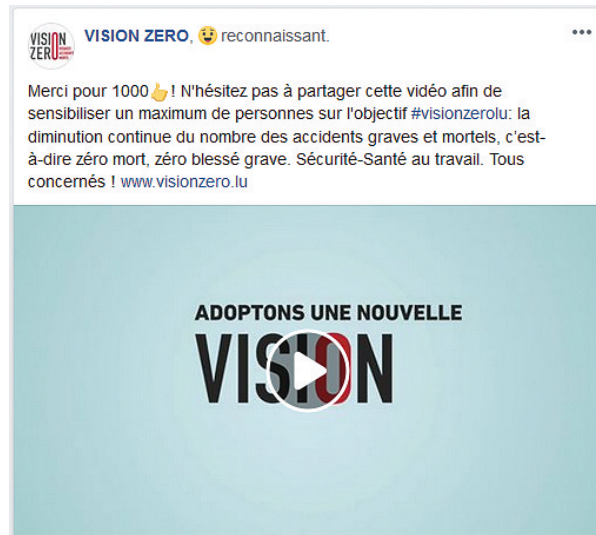 VISION ZERO, 😯 reconnaissant.
VISION
ZERO
Merci pour 1000👍! N'hésitez pas à partager cette vidéo afin de
sensibiliser un maximum de personnes sur l'objectif #visionzerolu: la
diminution continue du nombre des accidents graves et mortels, c'est-
à-dire zéro mort, zéro blessé grave. Sécurité-Santé au travail. Tous
concernés ! www.visionzero.lu
ADOPTONS UNE NOUVELLE
VISION